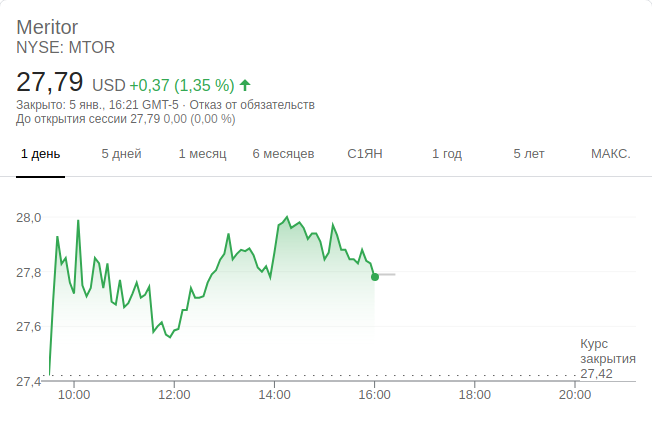 Meritor
NYSE: MTOR
27,79 USD +0,37 (1,35 %)
Закрыто: 5 янв., 16:21 GMT-5 · Отказ от обязательств
До открытия сессии 27,79 0,00 (0,00 %)
1 день 5 дней 1 месяц 6 месяцев С1ЯН 1 год 5 лет МАКС.
28,0
27,8
27,6
Курс
закрытия
27,42
27,4
10:00 12:00 14:00 16:00 18:00 20:00